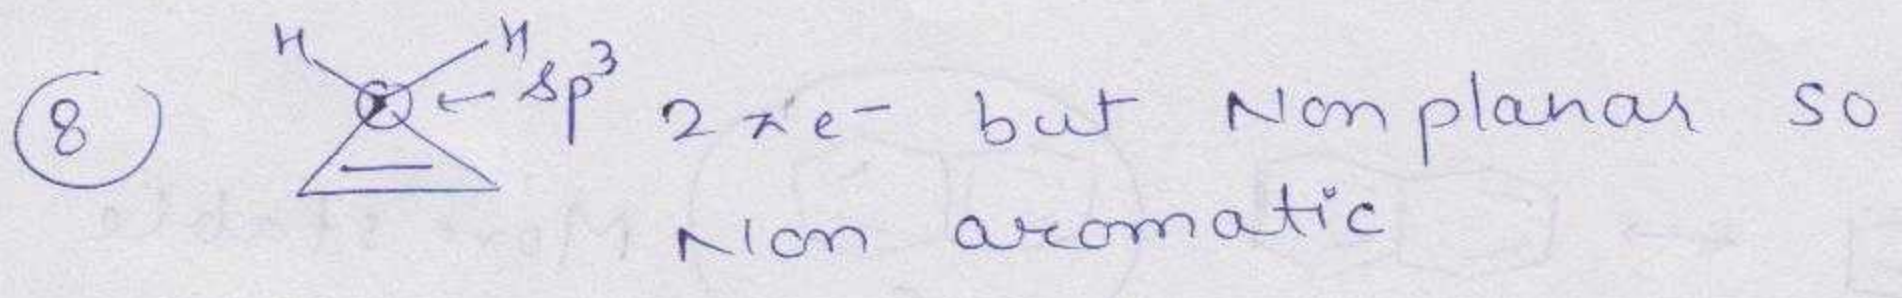 8 H H ← sp³ 2πe⁻ but Nonplanar so
Non aromatic